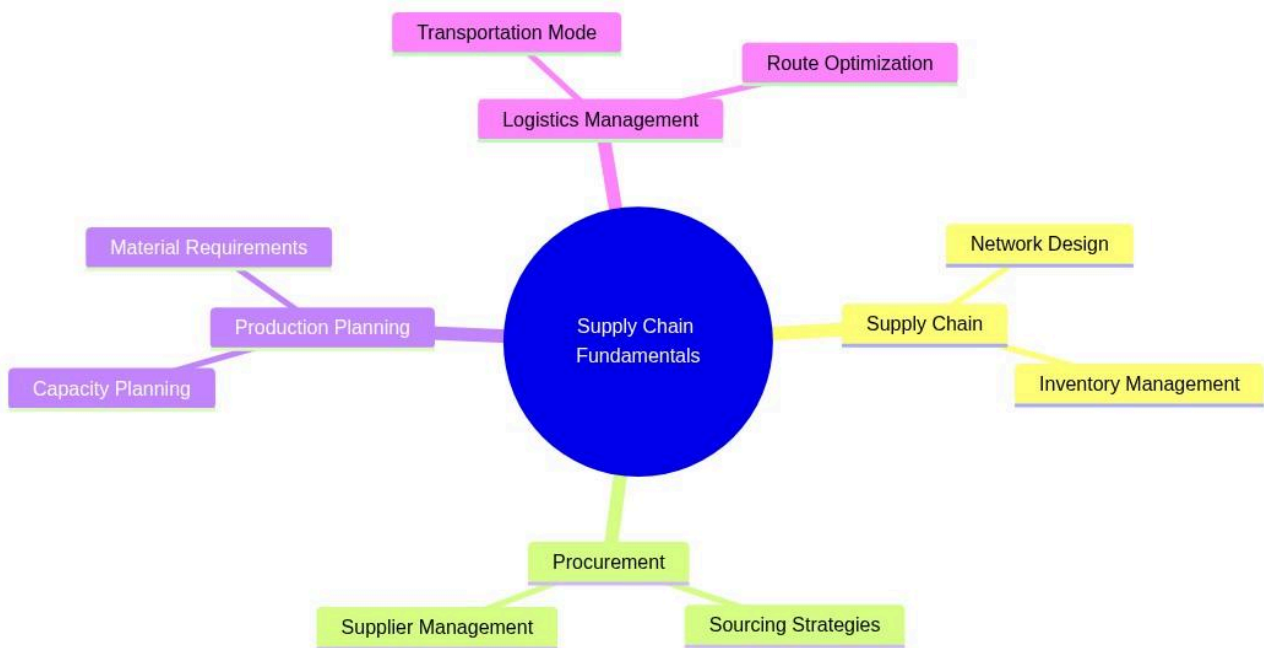 Transportation Mode
Route Optimization
Logistics Management
Material Requirements
Production Planning
Capacity Planning
Supply Chain
Fundamentals
Network Design
Supply Chain
Inventory Management
Procurement
Supplier Management
Sourcing Strategies